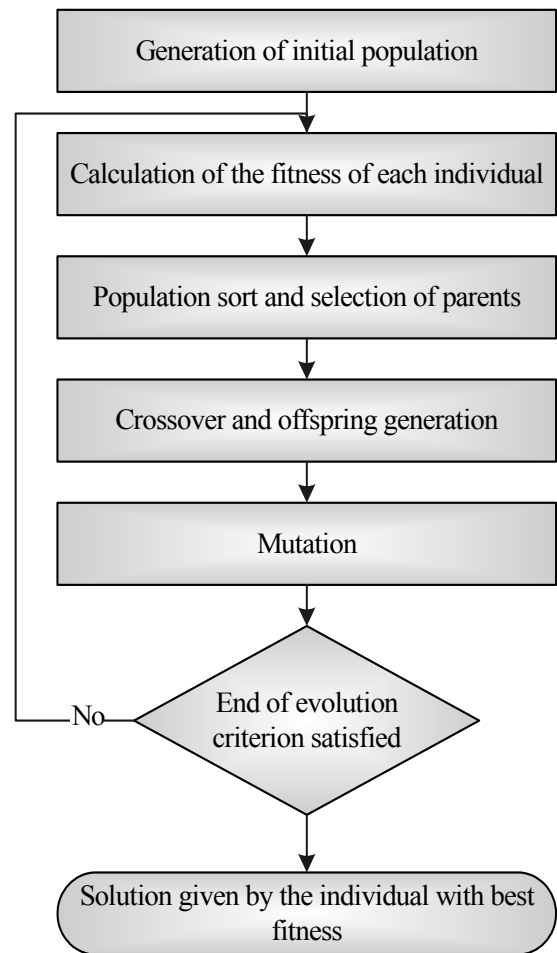 Generation of initial population
Calculation of the fitness of each individual
Population sort and selection of parents
Crossover and offspring generation
Mutation
End of evolution
criterion satisfied
No
Solution given by the individual with best
fitness